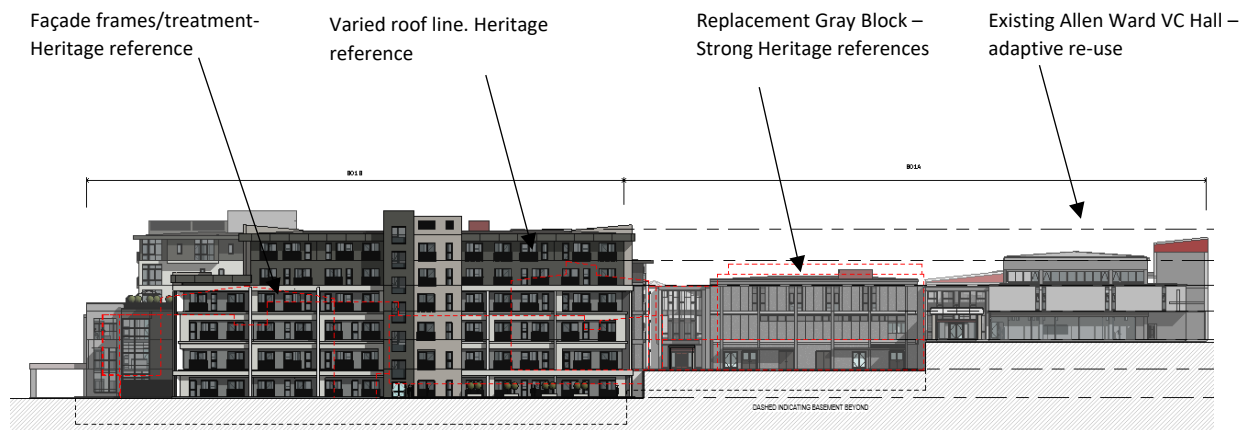 Façade frames/treatment-
Heritage reference
Varied roof line. Heritage
reference
Replacement Gray Block –
Strong Heritage references
Existing Allen Ward VC Hall –
adaptive re-use
B01B
B01A
DASHED INDICATING BASEMENT BEYOND